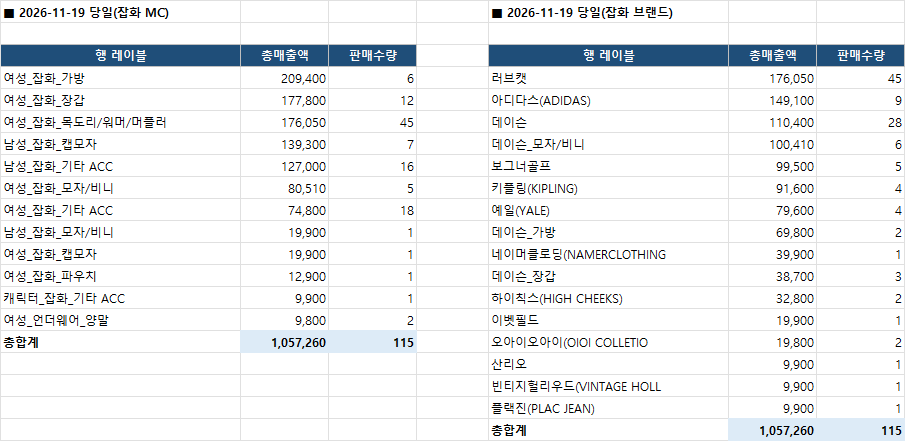 ■ 2026-11-19 당일(잡화 MC)
행 레이블 총매출액 판매수량
여성_잡화_가방 209,400 6
여성_잡화_장갑 177,800 12
여성_잡화_목도리/워머/머플러 176,050 45
남성_잡화_캡모자 139,300 7
남성_잡화_기타 ACC 127,000 16
여성_잡화_모자/비니 80,510 5
여성_잡화_기타 ACC 74,800 18
남성_잡화_모자/비니 19,900 1
여성_잡화_캡모자 19,900 1
여성_잡화_파우치 12,900 1
캐릭터_잡화_기타 ACC 9,900 1
여성_언더웨어_양말 9,800 2
총합계 1,057,260 115
■ 2026-11-19 당일(잡화 브랜드)
행 레이블 총매출액 판매수량
러브캣 176,050 45
아디다스(ADIDAS) 149,100 9
데이슨 110,400 28
데이슨_모자/비니 100,410 6
보그너골프 99,500 5
키플링(KIPLING) 91,600 4
예일(YALE) 79,600 4
데이슨_가방 69,800 2
네이머클로딩(NAMERCLOTHING 39,900 1
데이슨_장갑 38,700 3
하이칙스(HIGH CHEEKS) 32,800 2
이벳필드 19,900 1
오아이오아이(OIOI COLLETIO 19,800 2
산리오 9,900 1
빈티지헐리우드(VINTAGE HOLL 9,900 1
플랙진(PLAC JEAN) 9,900 1
총합계 1,057,260 115